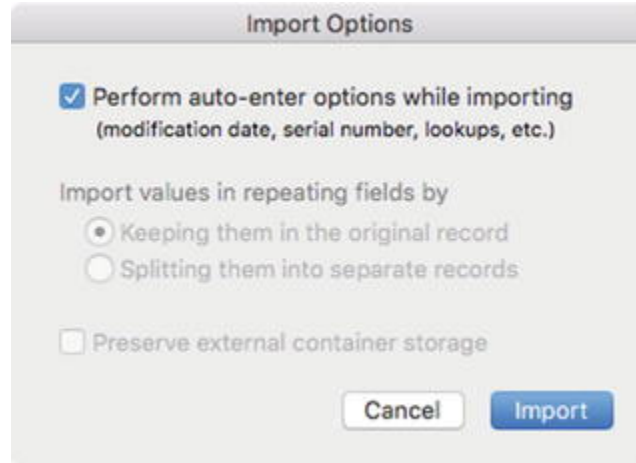 Import Options
Perform auto-enter options while importing
(modification date, serial number, lookups, etc.)
Import values in repeating fields by
Keeping them in the original record
Splitting them into separate records
Preserve external container storage
Cancel Import